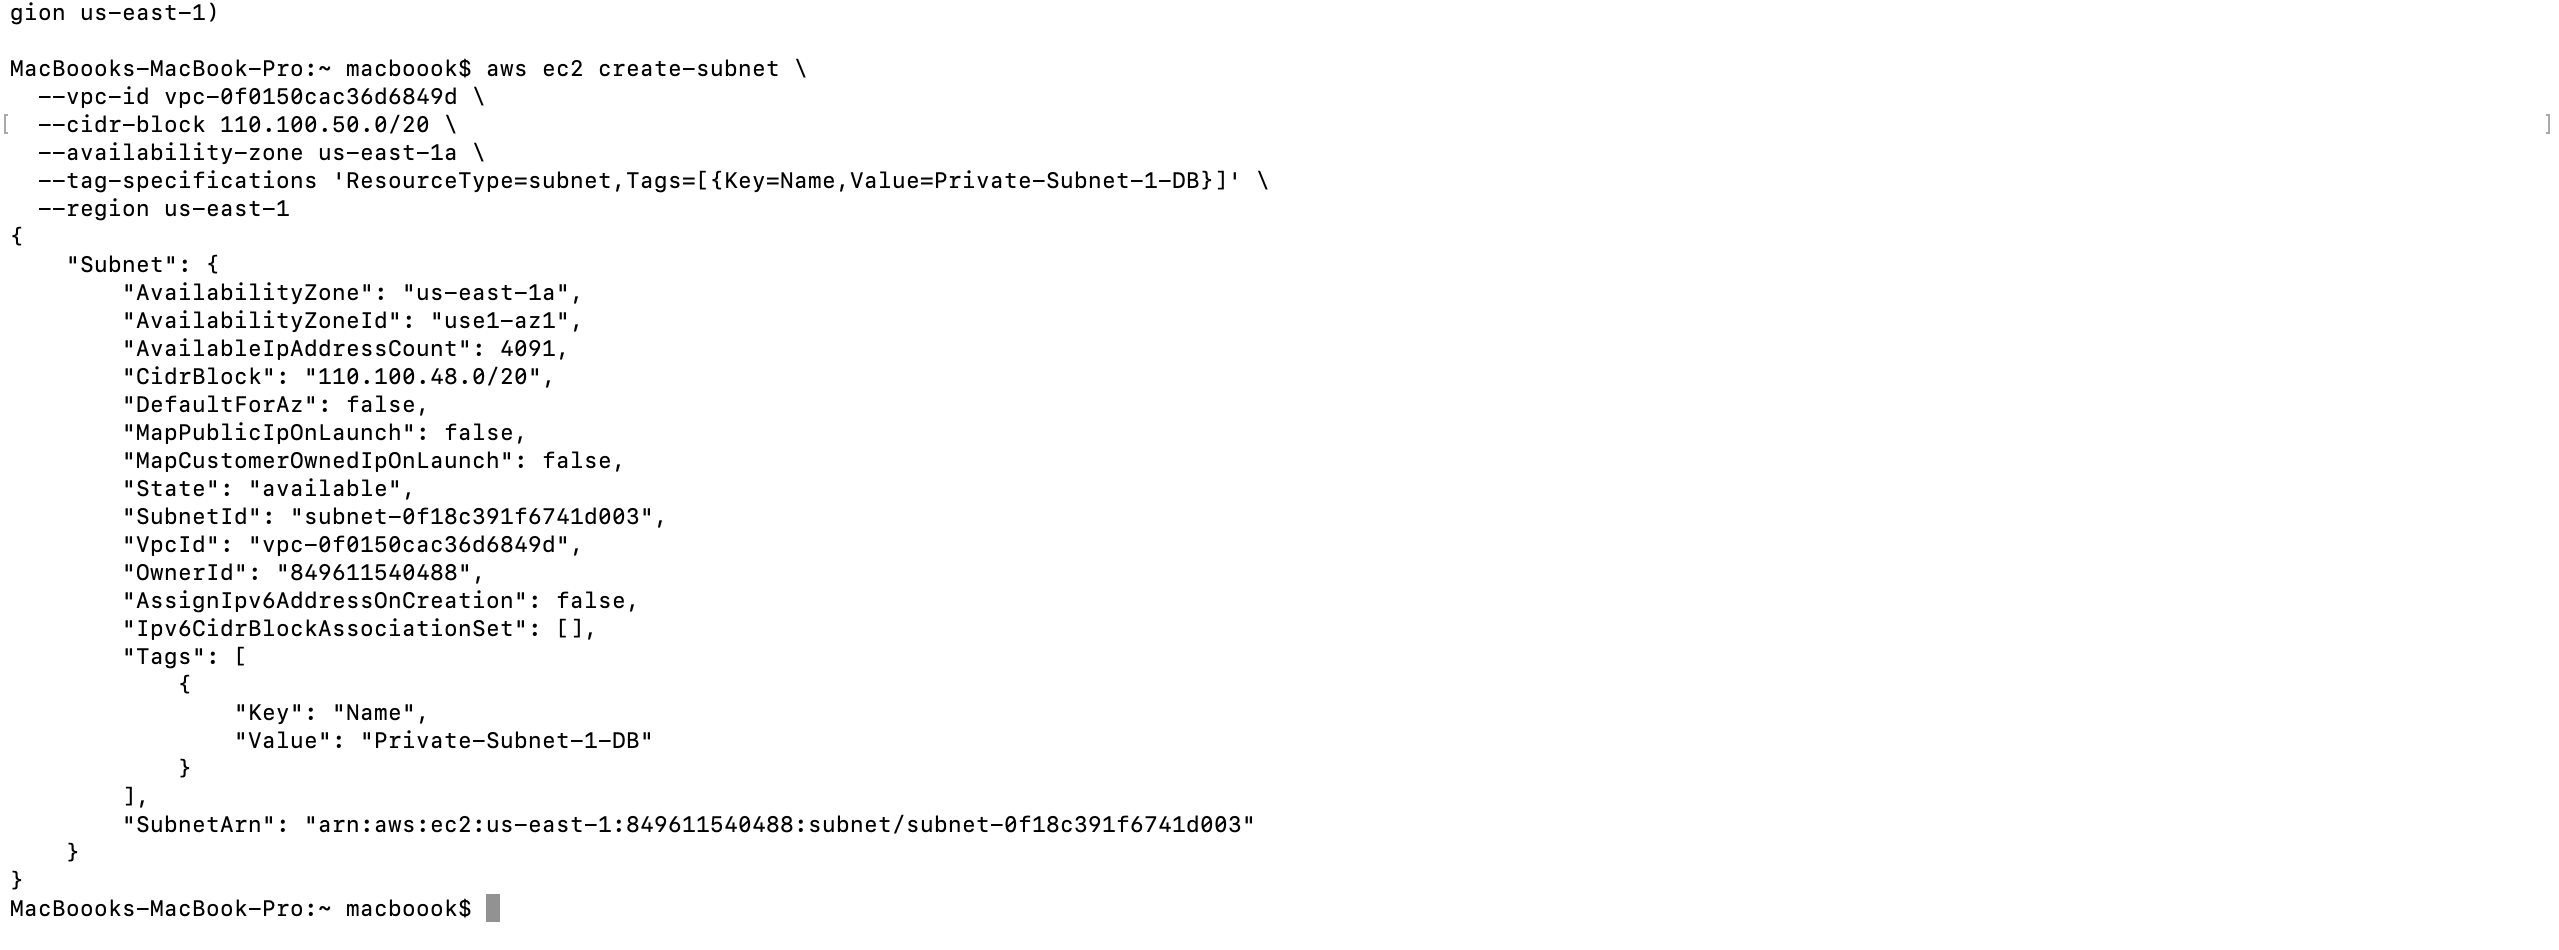 gion us-east-1)
MacBoooks-MacBook-Pro:~ macboook$ aws ec2 create-subnet \
  --vpc-id vpc-0f0150cac36d6849d \
[  --cidr-block 110.100.50.0/20 \ ]
  --availability-zone us-east-1a \
  --tag-specifications 'ResourceType=subnet,Tags=[{Key=Name,Value=Private-Subnet-1-DB}]' \
  --region us-east-1
{
    "Subnet": {
        "AvailabilityZone": "us-east-1a",
        "AvailabilityZoneId": "use1-az1",
        "AvailableIpAddressCount": 4091,
        "CidrBlock": "110.100.48.0/20",
        "DefaultForAz": false,
        "MapPublicIpOnLaunch": false,
        "MapCustomerOwnedIpOnLaunch": false,
        "State": "available",
        "SubnetId": "subnet-0f18c391f6741d003",
        "VpcId": "vpc-0f0150cac36d6849d",
        "OwnerId": "849611540488",
        "AssignIpv6AddressOnCreation": false,
        "Ipv6CidrBlockAssociationSet": [],
        "Tags": [
            {
                "Key": "Name",
                "Value": "Private-Subnet-1-DB"
            }
        ],
        "SubnetArn": "arn:aws:ec2:us-east-1:849611540488:subnet/subnet-0f18c391f6741d003"
    }
}
MacBoooks-MacBook-Pro:~ macboook$